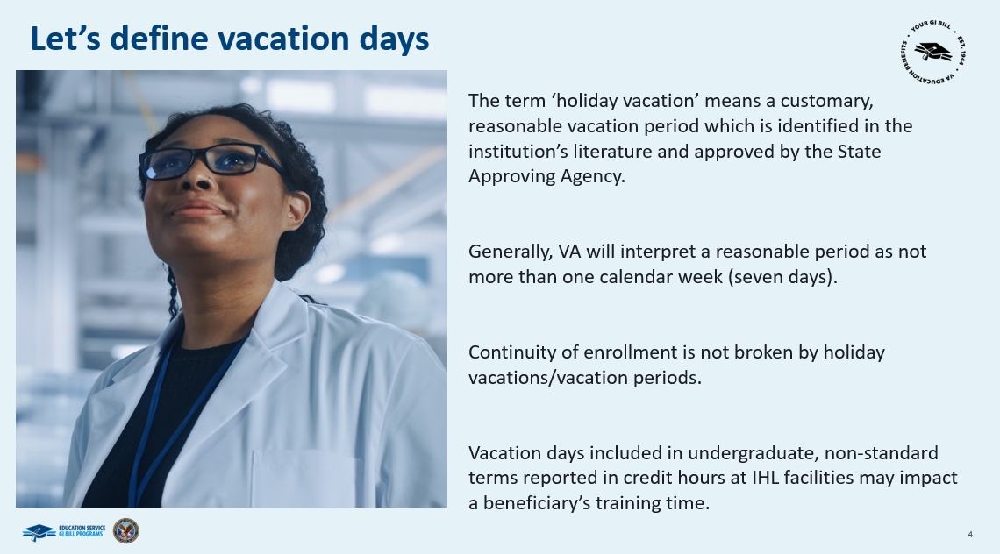 Let’s define vacation days
YOUR GI BILL • EST. 1944 • VA EDUCATION BENEFITS •
The term ‘holiday vacation’ means a customary,
reasonable vacation period which is identified in the
institution’s literature and approved by the State
Approving Agency.
Generally, VA will interpret a reasonable period as not
more than one calendar week (seven days).
Continuity of enrollment is not broken by holiday
vacations/vacation periods.
Vacation days included in undergraduate, non-standard
terms reported in credit hours at IHL facilities may impact
a beneficiary’s training time.
EDUCATION SERVICE
GI BILL PROGRAMS
4